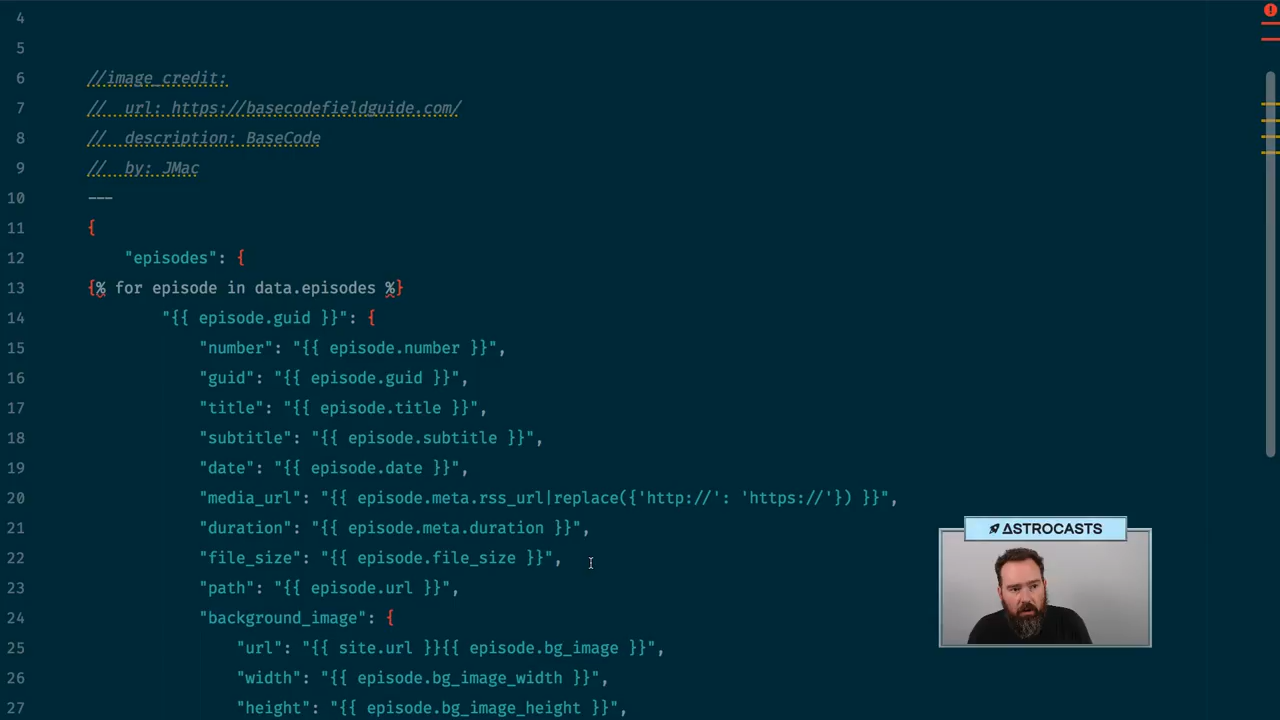 4
5
6 //image_credit:
7 //  url: https://basecodefieldguide.com/
8 //  description: BaseCode
9 //  by: JMac
10 ---
11 {
12     "episodes": {
13 {% for episode in data.episodes %}
14         "{{ episode.guid }}": {
15             "number": "{{ episode.number }}",
16             "guid": "{{ episode.guid }}",
17             "title": "{{ episode.title }}",
18             "subtitle": "{{ episode.subtitle }}",
19             "date": "{{ episode.date }}",
20             "media_url": "{{ episode.meta.rss_url|replace({'http://': 'https://'}) }}",
21             "duration": "{{ episode.meta.duration }}",
22             "file_size": "{{ episode.file_size }}",
23             "path": "{{ episode.url }}",
24             "background_image": {
25                 "url": "{{ site.url }}{{ episode.bg_image }}",
26                 "width": "{{ episode.bg_image_width }}",
27                 "height": "{{ episode.bg_image_height }}",
ASTROCASTS